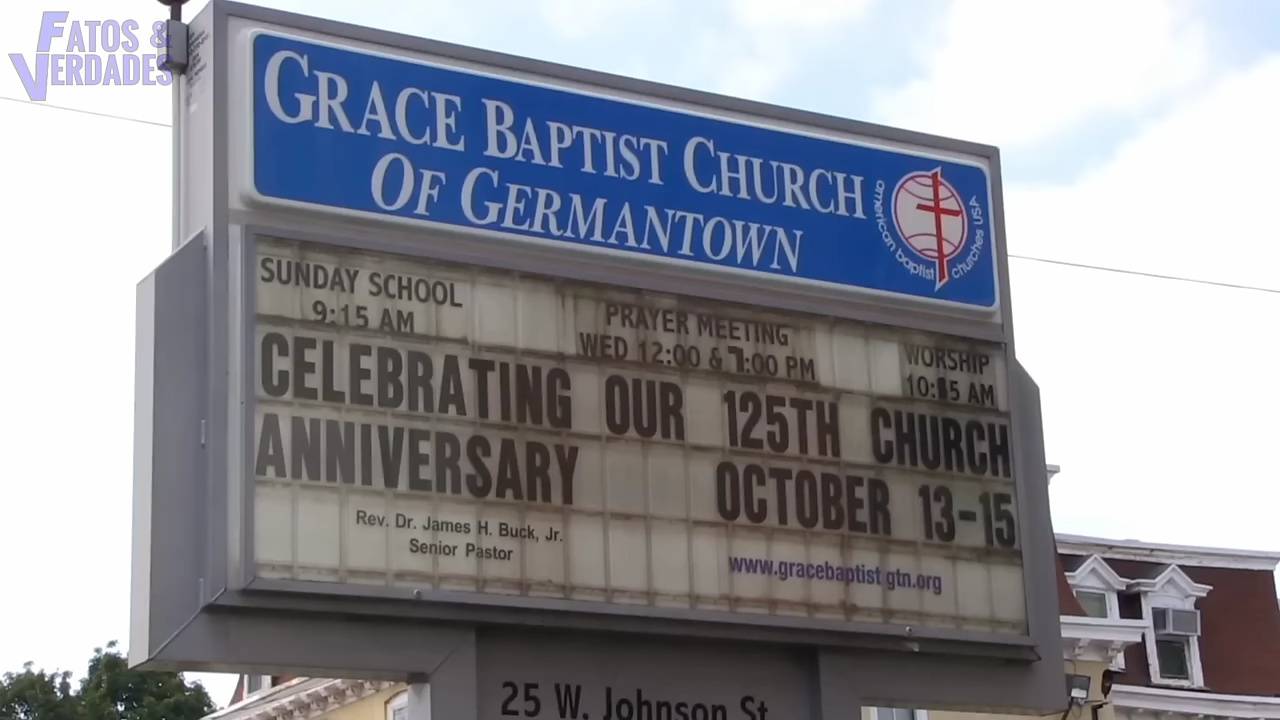 FATOS &
VERDADES
GRACE BAPTIST CHURCH
OF GERMANTOWN
american baptist churches USA
SUNDAY SCHOOL
9:15 AM
PRAYER MEETING
WED 12:00 & 7:00 PM
WORSHIP
AM
CELEBRATING OUR 125TH CHURCH
ANNIVERSARY OCTOBER 13-15
Rev. Dr. James H. Buck, Jr.
Senior Pastor
www.gracebaptist gtn.org
25 W. Johnson St